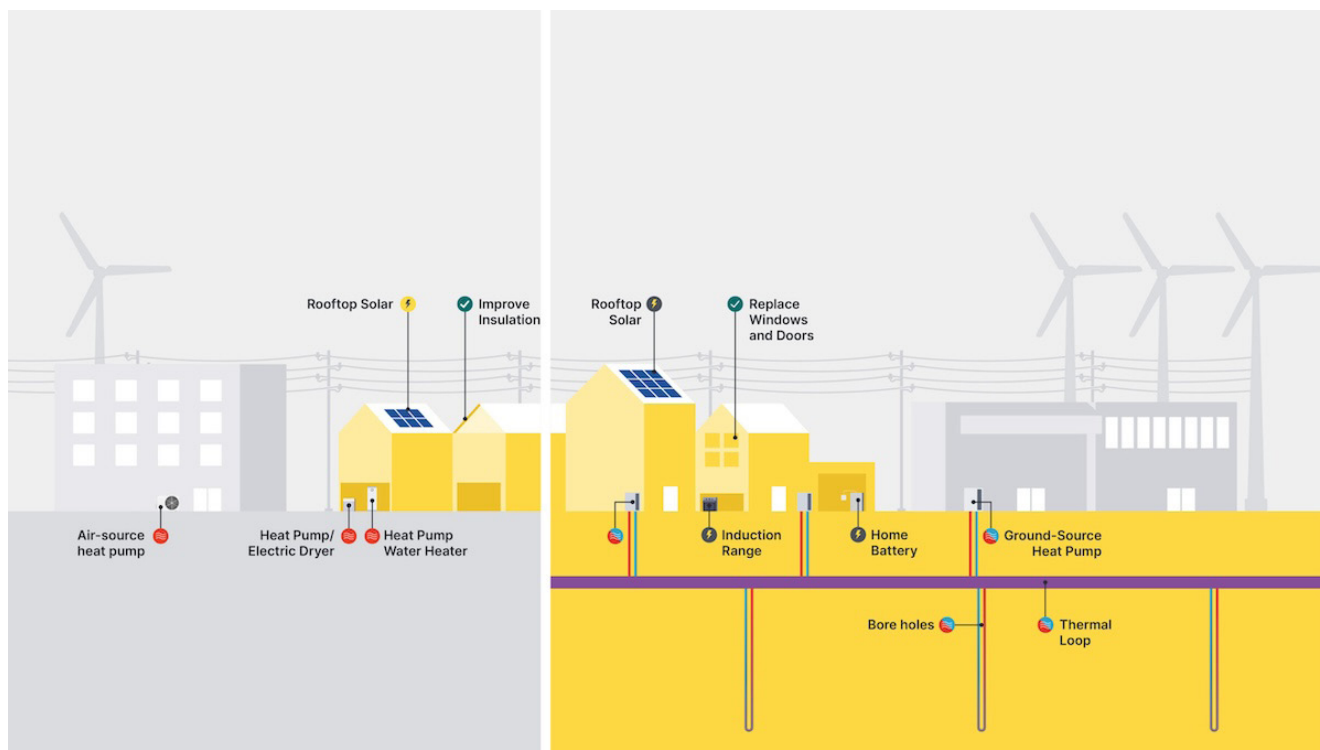 Rooftop Solar
Improve
Insulation
Rooftop
Solar
Replace
Windows
and Doors
Air-source
heat pump
Heat Pump/
Electric Dryer
Heat Pump
Water Heater
Induction
Range
Home
Battery
Ground-Source
Heat Pump
Bore holes
Thermal
Loop